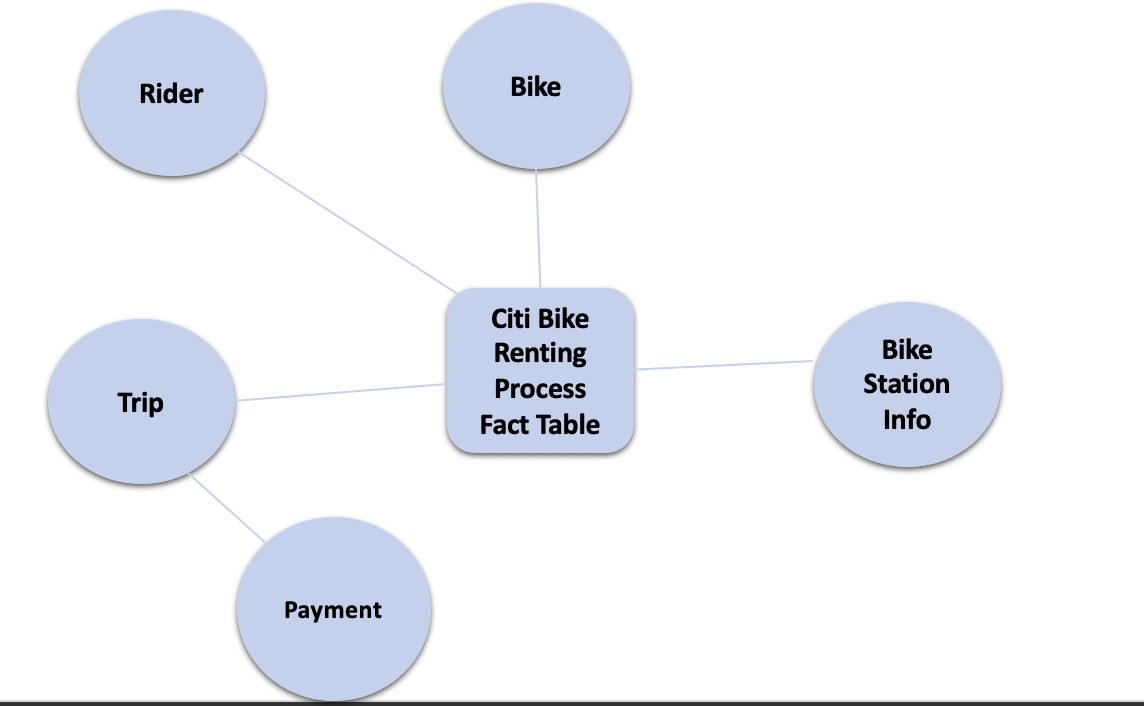 Rider
Bike
Citi Bike
Renting
Process
Fact Table
Bike
Station
Info
Trip
Payment